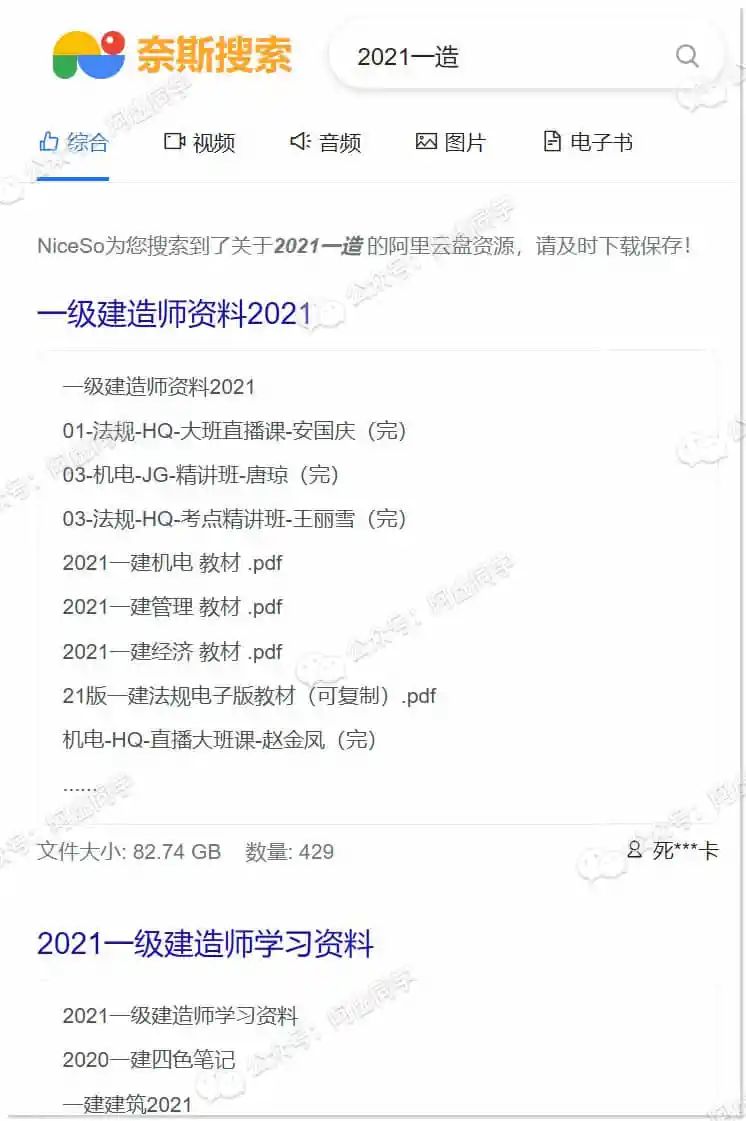 奈斯搜索
2021一造
综合 视频 音频 图片 电子书
NiceSo为您搜索到了关于2021一造 的阿里云盘资源，请及时下载保存！
一级建造师资料2021
一级建造师资料2021
01-法规-HQ-大班直播课-安国庆（完）
03-机电-JG-精讲班-唐琼（完）
03-法规-HQ-考点精讲班-王丽雪（完）
2021一建机电 教材 .pdf
2021一建管理 教材 .pdf
2021一建经济 教材 .pdf
21版一建法规电子版教材（可复制）.pdf
机电-HQ-直播大班课-赵金凤（完）
......
文件大小: 82.74 GB 数量: 429
死***卡
2021一级建造师学习资料
2021一级建造师学习资料
2020一建四色笔记
一建建筑2021